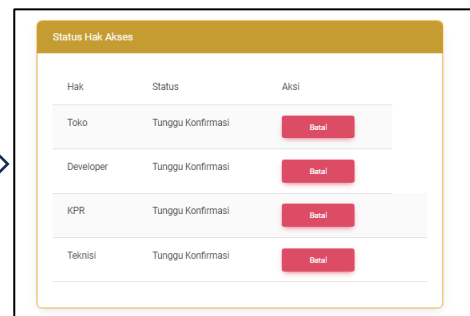 Status Hak Akses
Hak Status Aksi
Toko Tunggu Konfirmasi Batal
Developer Tunggu Konfirmasi Batal
KPR Tunggu Konfirmasi Batal
Teknisi Tunggu Konfirmasi Batal